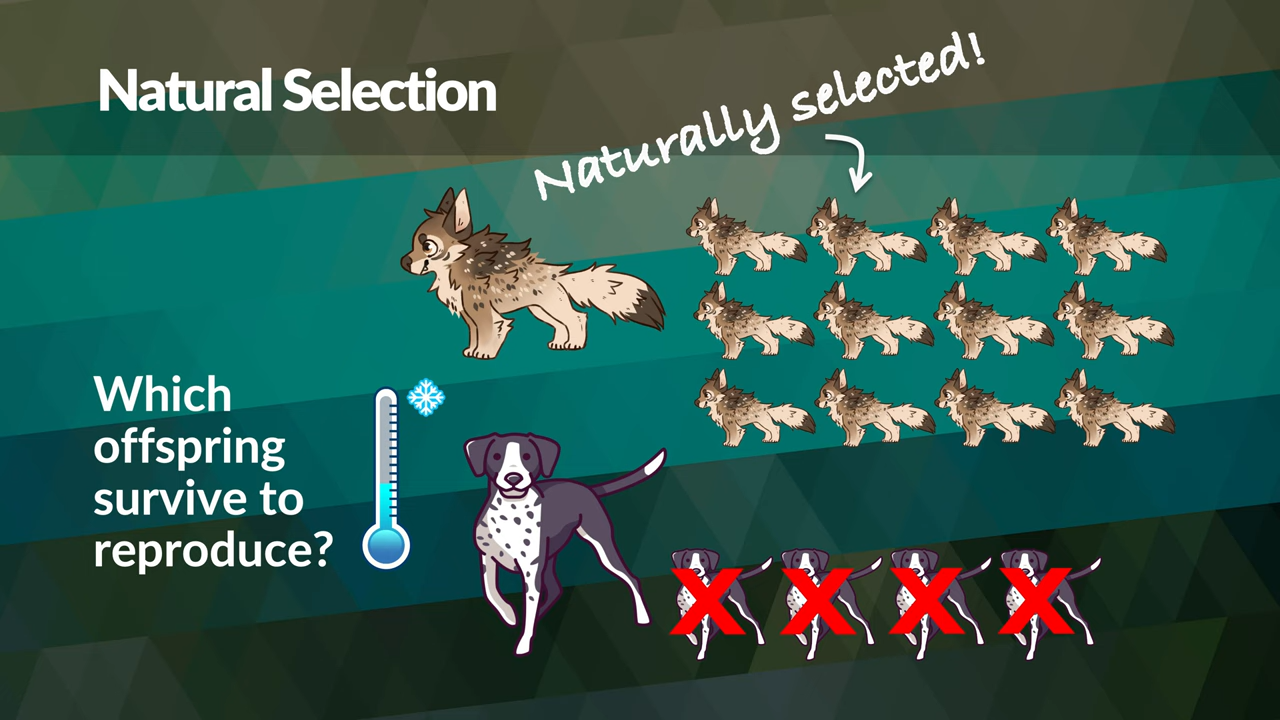 Natural Selection
Naturally selected!
Which
offspring
survive to
reproduce?
X X X X